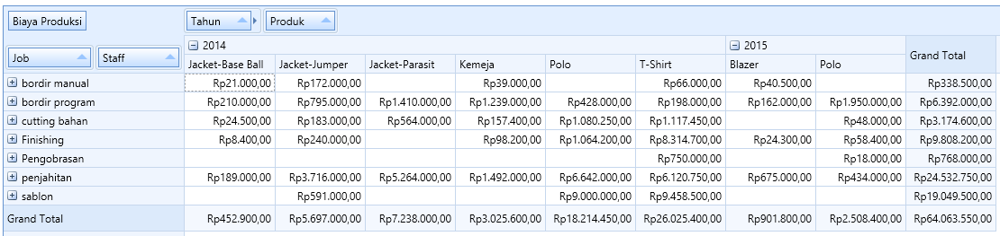 Biaya Produksi Tahun Produk
Job Staff
2014 2015 Grand Total
Jacket-Base Ball Jacket-Jumper Jacket-Parasit Kemeja Polo T-Shirt Blazer Polo
bordir manual Rp21.000,00 Rp172.000,00 Rp39.000,00 Rp66.000,00 Rp40.500,00 Rp338.500,00
bordir program Rp210.000,00 Rp795.000,00 Rp1.410.000,00 Rp1.239.000,00 Rp428.000,00 Rp198.000,00 Rp162.000,00 Rp1.950.000,00 Rp6.392.000,00
cutting bahan Rp24.500,00 Rp183.000,00 Rp564.000,00 Rp157.400,00 Rp1.080.250,00 Rp1.117.450,00 Rp48.000,00 Rp3.174.600,00
Finishing Rp8.400,00 Rp240.000,00 Rp98.200,00 Rp1.064.200,00 Rp8.314.700,00 Rp24.300,00 Rp58.400,00 Rp9.808.200,00
Pengobrasan Rp750.000,00 Rp18.000,00 Rp768.000,00
penjahitan Rp189.000,00 Rp3.716.000,00 Rp5.264.000,00 Rp1.492.000,00 Rp6.642.000,00 Rp6.120.750,00 Rp675.000,00 Rp434.000,00 Rp24.532.750,00
sablon Rp591.000,00 Rp9.000.000,00 Rp9.458.500,00 Rp19.049.500,00
Grand Total Rp452.900,00 Rp5.697.000,00 Rp7.238.000,00 Rp3.025.600,00 Rp18.214.450,00 Rp26.025.400,00 Rp901.800,00 Rp2.508.400,00 Rp64.063.550,00